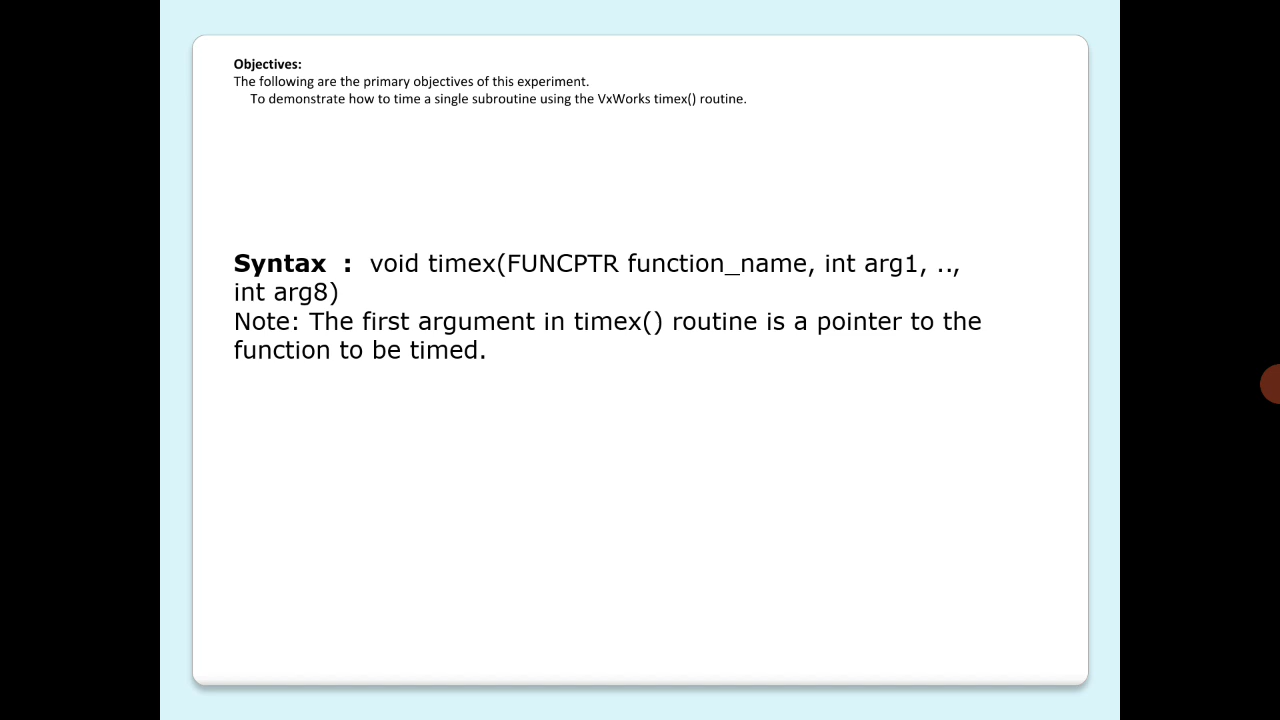 Objectives:
The following are the primary objectives of this experiment.
To demonstrate how to time a single subroutine using the VxWorks timex() routine.
Syntax : void timex(FUNCPTR function_name, int arg1, ..,
int arg8)
Note: The first argument in timex() routine is a pointer to the
function to be timed.